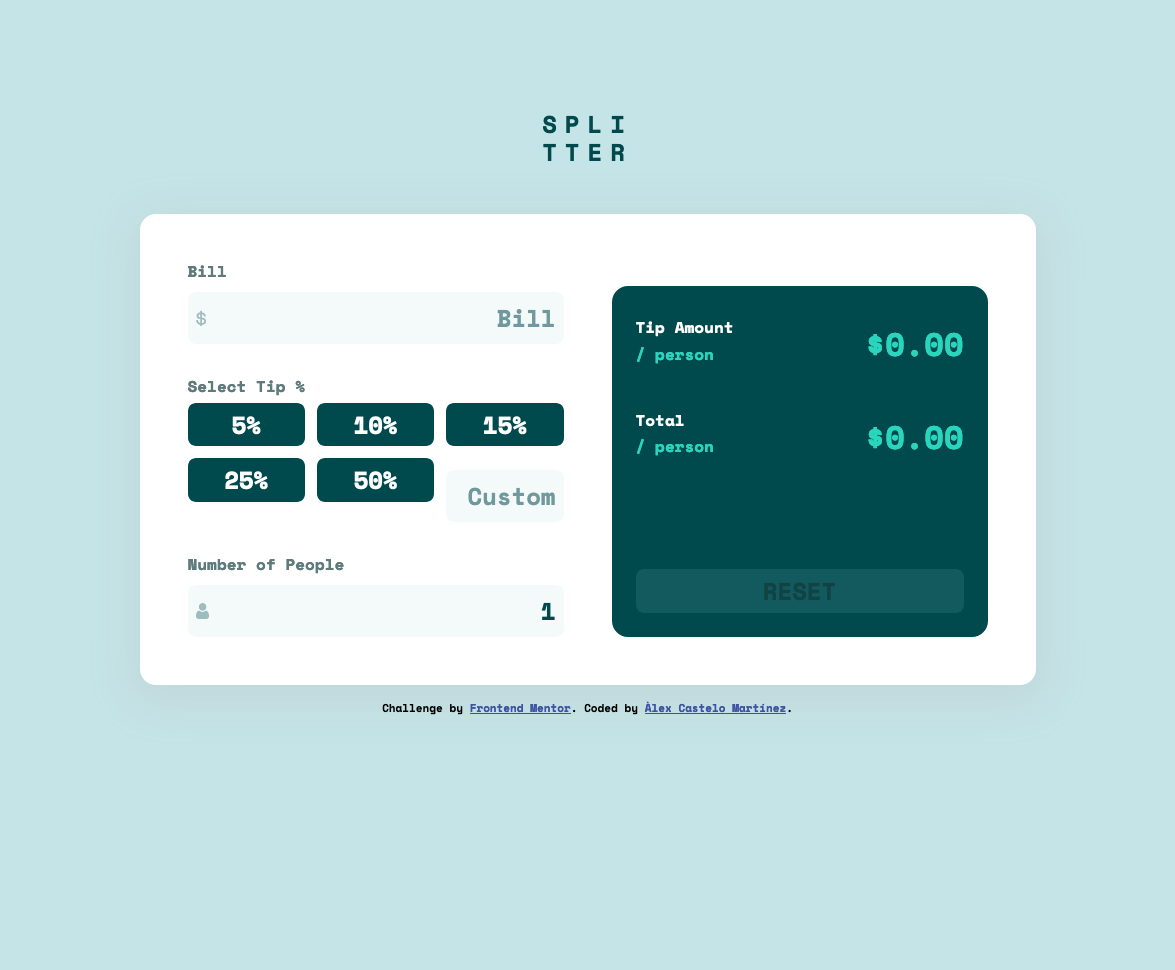 SPLI
TTER
Bill
$
Bill
Select Tip %
5%
10%
15%
25%
50%
Custom
Number of People
1
Tip Amount
/ person
$0.00
Total
/ person
$0.00
RESET
Challenge by Frontend Mentor. Coded by Àlex Castelo Martínez.